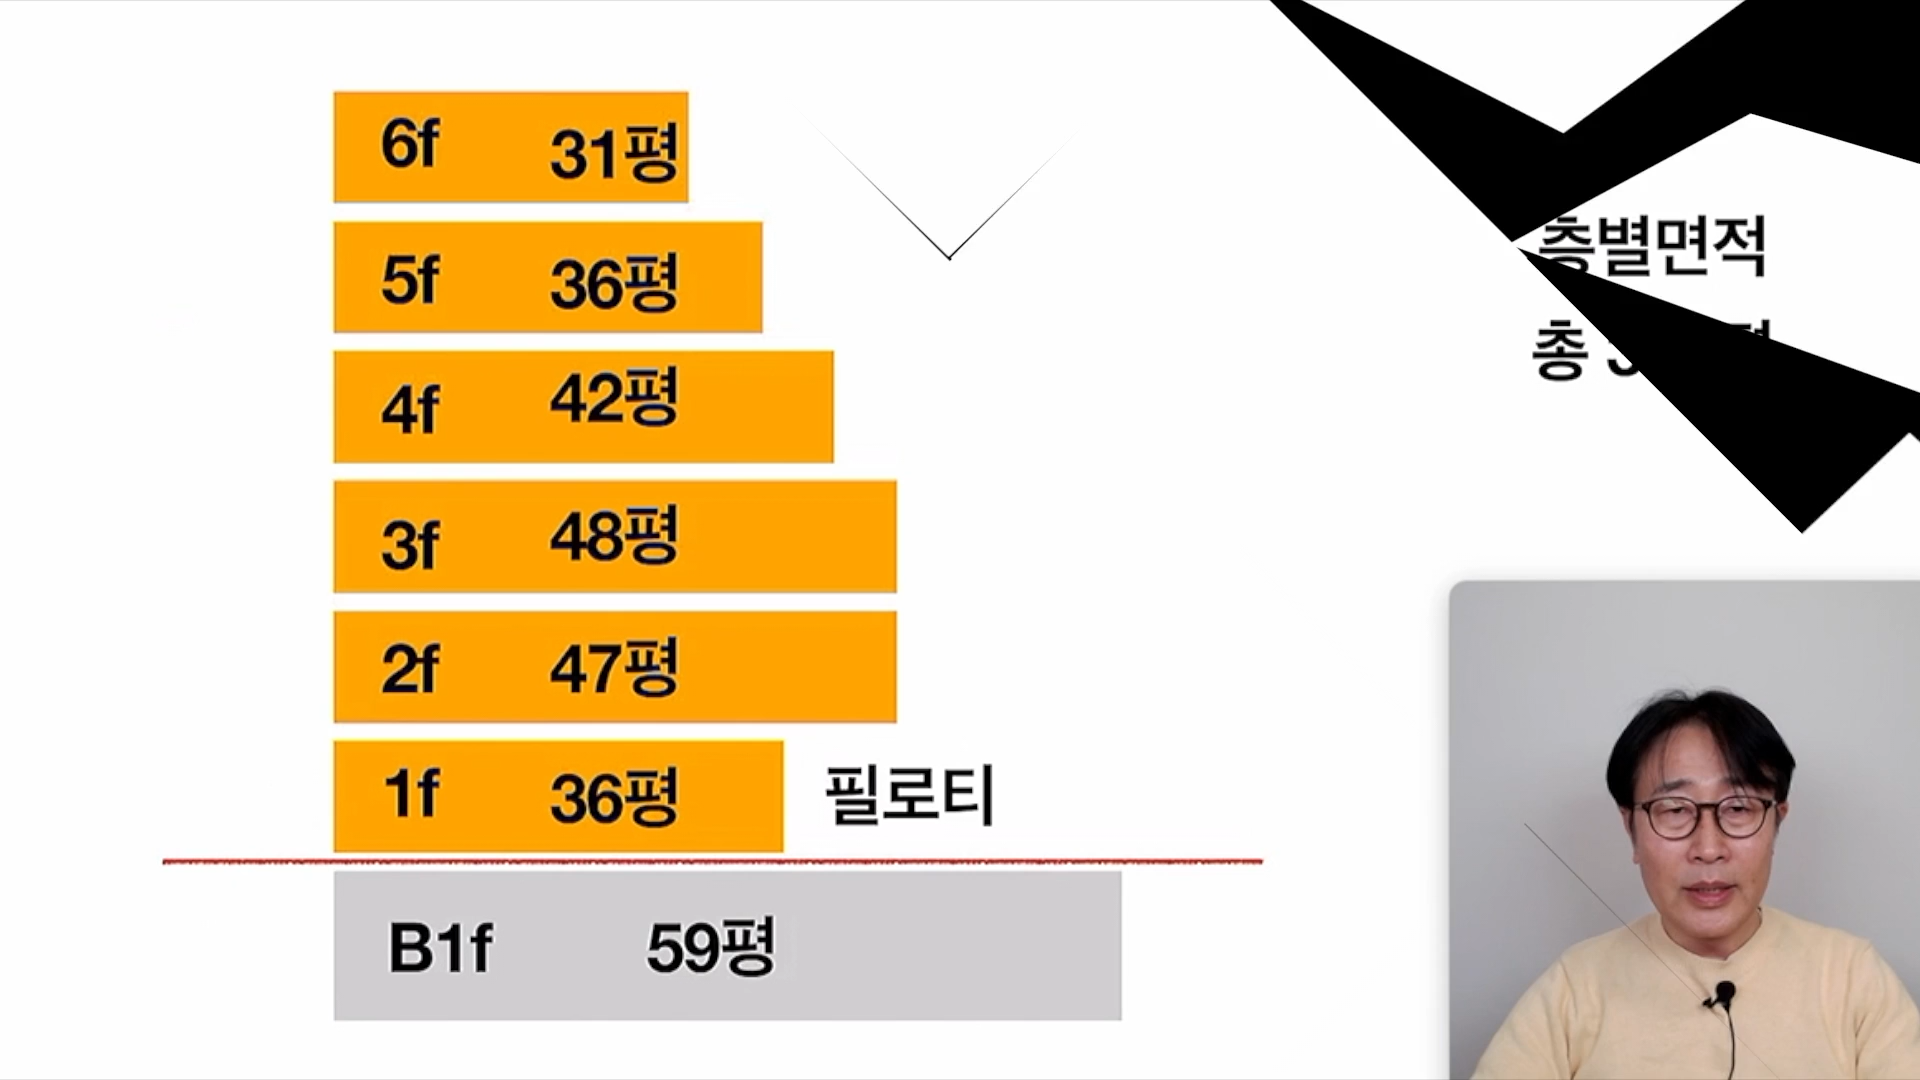 6f 31평
5f 36평
4f 42평
3f 48평
2f 47평
1f 36평 필로티
B1f 59평
층별면적
총